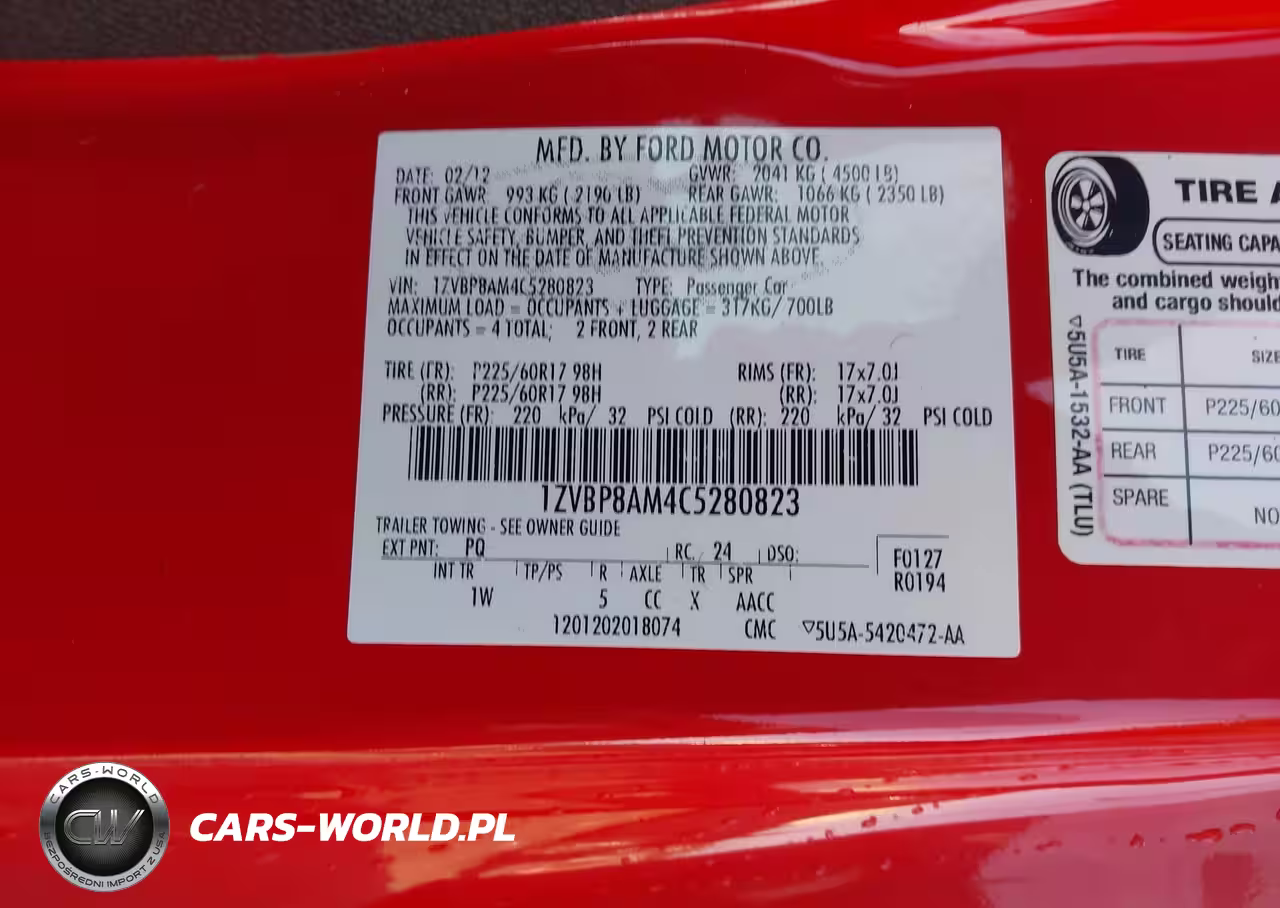 MFD. BY FORD MOTOR CO.
DATE: 02/12 GVWR: 2041 KG ( 4500 LB)
FRONT GAWR: 993 KG ( 2190 LB) REAR GAWR: 1066 KG ( 2350 LB)
THIS VEHICLE CONFORMS TO ALL APPLICABLE FEDERAL MOTOR
VEHICLE SAFETY, BUMPER, AND THEFT PREVENTION STANDARDS
IN EFFECT ON THE DATE OF MANUFACTURE SHOWN ABOVE.
VIN: 1ZVBP8AM4C5280823 TYPE: Passenger Car
MAXIMUM LOAD = OCCUPANTS + LUGGAGE = 317KG/ 700LB
OCCUPANTS = 4 TOTAL; 2 FRONT, 2 REAR
TIRE (FR): P225/60R17 98H RIMS (FR): 17x7.0J
(RR): P225/60R17 98H (RR): 17x7.0J
PRESSURE (FR): 220 kPa/ 32 PSI COLD (RR): 220 kPa/ 32 PSI COLD
1ZVBP8AM4C5280823
TRAILER TOWING - SEE OWNER GUIDE
EXT PNT: PQ RC: 24 DSO: F0127
R0194
INT TR TP/PS R AXLE TR SPR
1W 5 CC X AACC
1201202018074 CMC ▽5U5A-5420472-AA
TIRE A
SEATING CAPA
The combined weigh
and cargo should
▽5U5A-1532-AA (TLU)
TIRE SIZE
FRONT P225/60
REAR P225/60
SPARE NO
CARS-WORLD
CW
BEZPOŚREDNI IMPORT Z USA
CARS-WORLD.PL